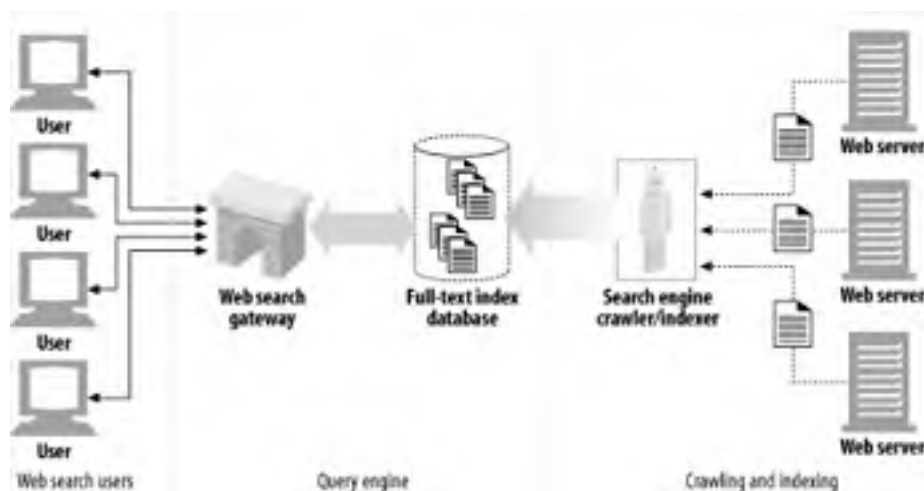 User
User
User
User
Web search users
Web search
gateway
Full-text index
database
Query engine
Search engine
crawler/indexer
Web server
Web server
Web server
Crawling and indexing